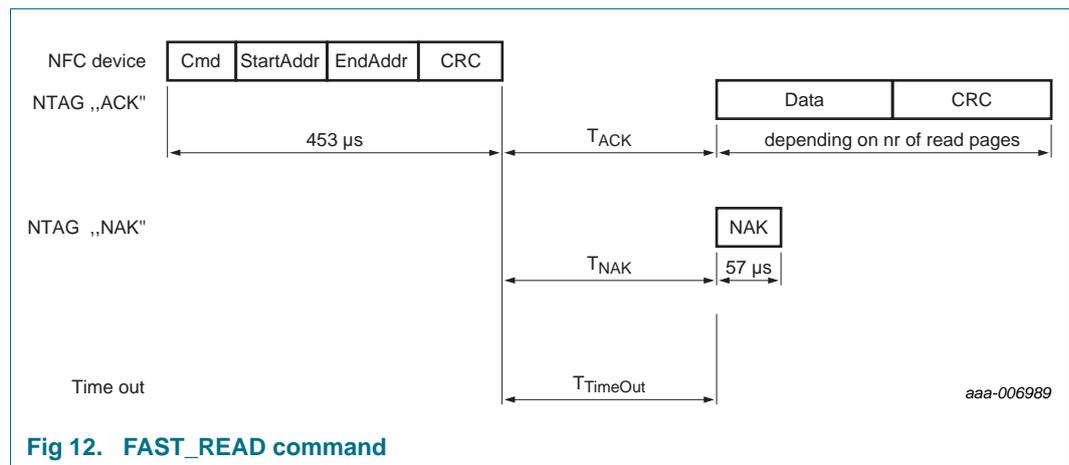 NFC device Cmd StartAddr EndAddr CRC
NTAG ,,ACK" Data CRC
453 µs TACK depending on nr of read pages
NTAG ,,NAK" NAK
TNAK 57 µs
Time out TTimeOut aaa-006989
Fig 12. FAST_READ command